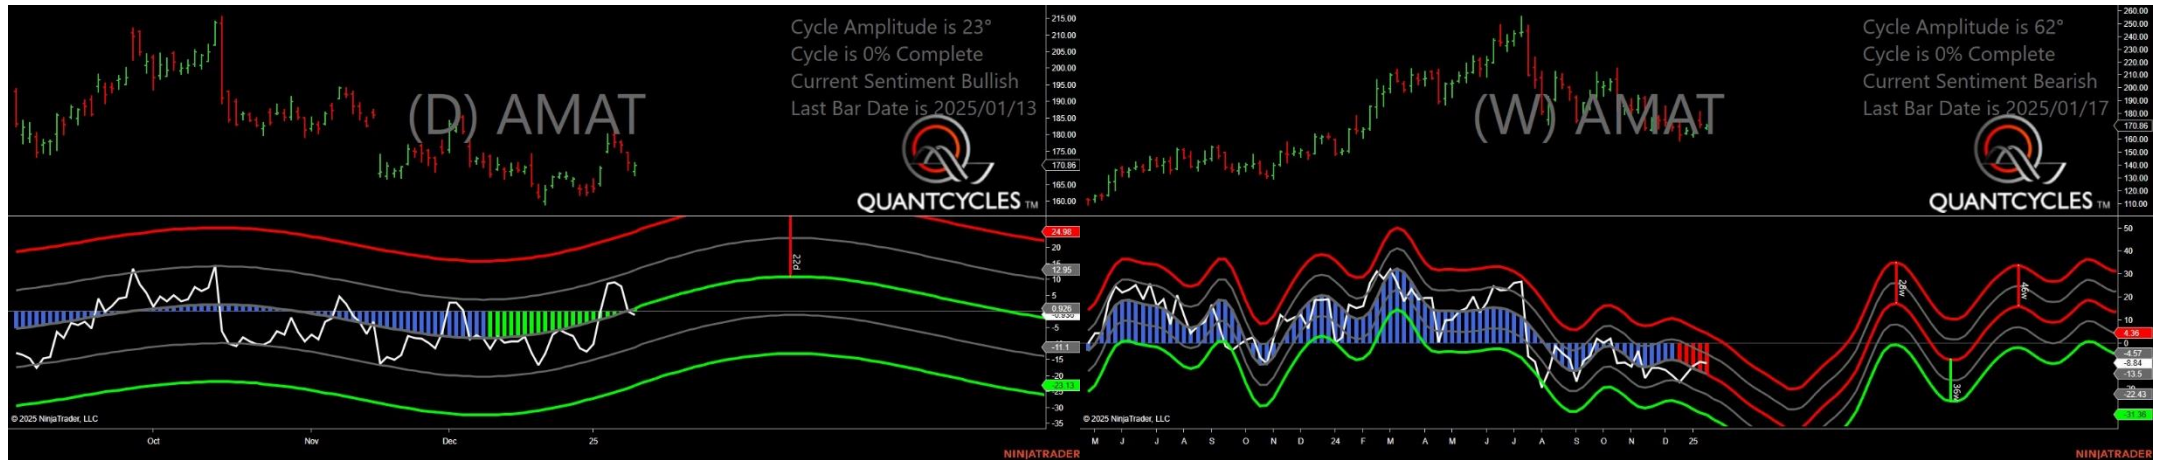 Cycle Amplitude is 23°
Cycle is 0% Complete
Current Sentiment Bullish
Last Bar Date is 2025/01/13
(D) AMAT
QUANTCYCLES TM
215.00
210.00
205.00
200.00
195.00
190.00
185.00
180.00
175.00
170.86
165.00
160.00
22d
24.98
20
12.95
10
5
0.926
-5
-11.1
-15
-20
-23.13
-25
-30
-35
© 2025 NinjaTrader, LLC
Oct Nov Dec 25
NINJATRADER
Cycle Amplitude is 62°
Cycle is 0% Complete
Current Sentiment Bearish
Last Bar Date is 2025/01/17
(W) AMAT
QUANTCYCLES TM
260.00
250.00
240.00
230.00
220.00
210.00
200.00
190.00
180.00
170.86
160.00
150.00
140.00
130.00
120.00
110.00
28w
46w
36w
50
40
30
20
10
4.36
0
-4.57
-8.84
-13.5
-22.43
-31.36
© 2025 NinjaTrader, LLC
M J J A S O N D 24 F M A M J J A S O N D 25
NINJATRADER